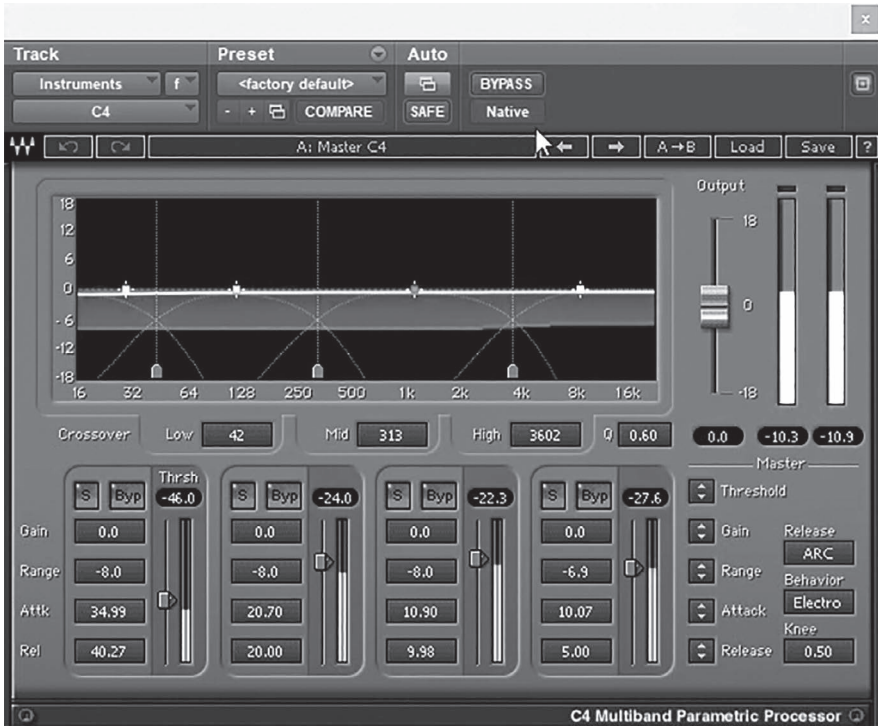 x
Track Preset Auto
Instruments f <factory default> BYPASS
C4 - + COMPARE SAFE Native
A: Master C4 A→B Load Save ?
Output
18
12
6
0
-6
-12
-18
16 32 64 128 250 500 1k 2k 4k 8k 16k
18
0
-18
Crossover Low 42 Mid 313 High 3602 Q 0.60 0.0 -10.3 -10.9
Master
Thrsh
S Byp -46.0 S Byp -24.0 S Byp -22.3 S Byp -27.6 Threshold
Gain 0.0 0.0 0.0 0.0 Gain Release
ARC
Range -8.0 -8.0 -8.0 -6.9 Range Behavior
Electro
Attk 34.99 20.70 10.90 10.07 Attack
Knee
Rel 40.27 20.00 9.98 5.00 Release 0.50
C4 Multiband Parametric Processor